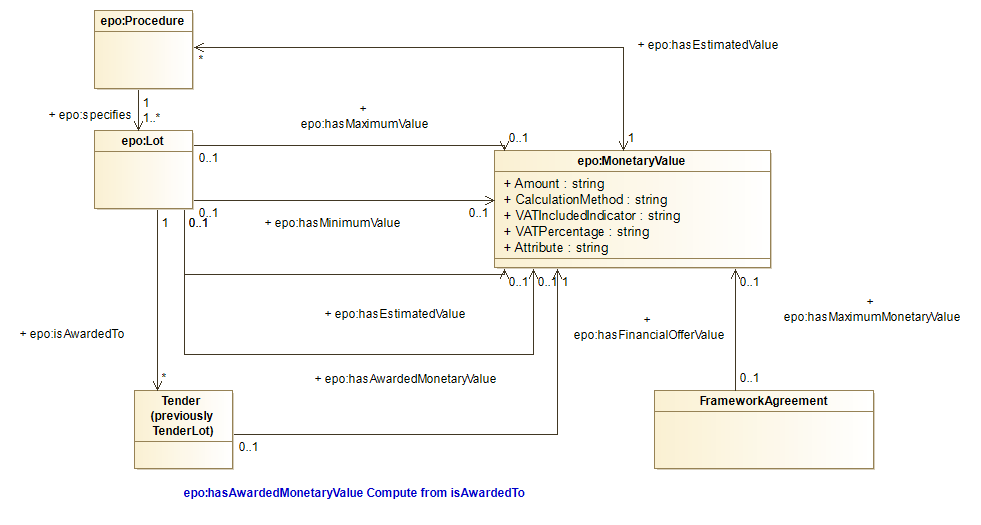 epo:Procedure
+ epo:hasEstimatedValue
*
1
+ epo:specifies
1..*
+
epo:hasMaximumValue
epo:Lot
0..1
1
0..1
epo:MonetaryValue
+ Amount : string
+ CalculationMethod : string
+ VATIncludedIndicator : string
+ VATPercentage : string
+ Attribute : string
0..1
0..1
1
0..1
+ epo:hasMinimumValue
0..1
0..1
1
0..1
+
epo:hasMaximumMonetaryValue
+ epo:hasEstimatedValue
+
epo:hasFinancialOfferValue
+ epo:isAwardedTo
+ epo:hasAwardedMonetaryValue
*
0..1
Tender
(previously
TenderLot)
FrameworkAgreement
0..1
epo:hasAwardedMonetaryValue Compute from isAwardedTo